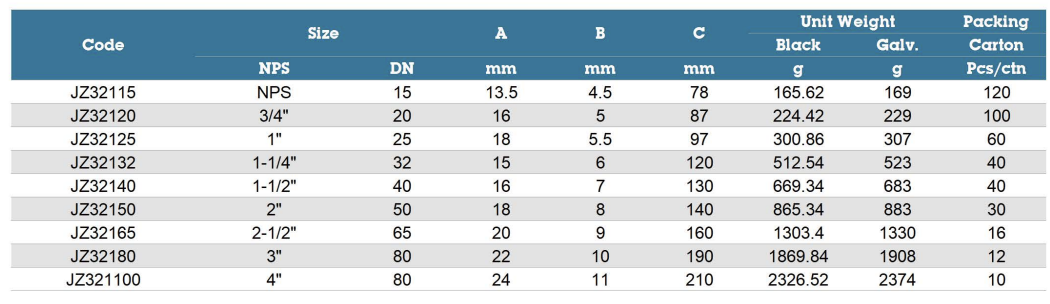 Code Size A B C Unit Weight Packing
Black Galv. Carton
NPS DN mm mm mm g g Pcs/ctn
JZ32115 NPS 15 13.5 4.5 78 165.62 169 120
JZ32120 3/4" 20 16 5 87 224.42 229 100
JZ32125 1" 25 18 5.5 97 300.86 307 60
JZ32132 1-1/4" 32 15 6 120 512.54 523 40
JZ32140 1-1/2" 40 16 7 130 669.34 683 40
JZ32150 2" 50 18 8 140 865.34 883 30
JZ32165 2-1/2" 65 20 9 160 1303.4 1330 16
JZ32180 3" 80 22 10 190 1869.84 1908 12
JZ321100 4" 80 24 11 210 2326.52 2374 10